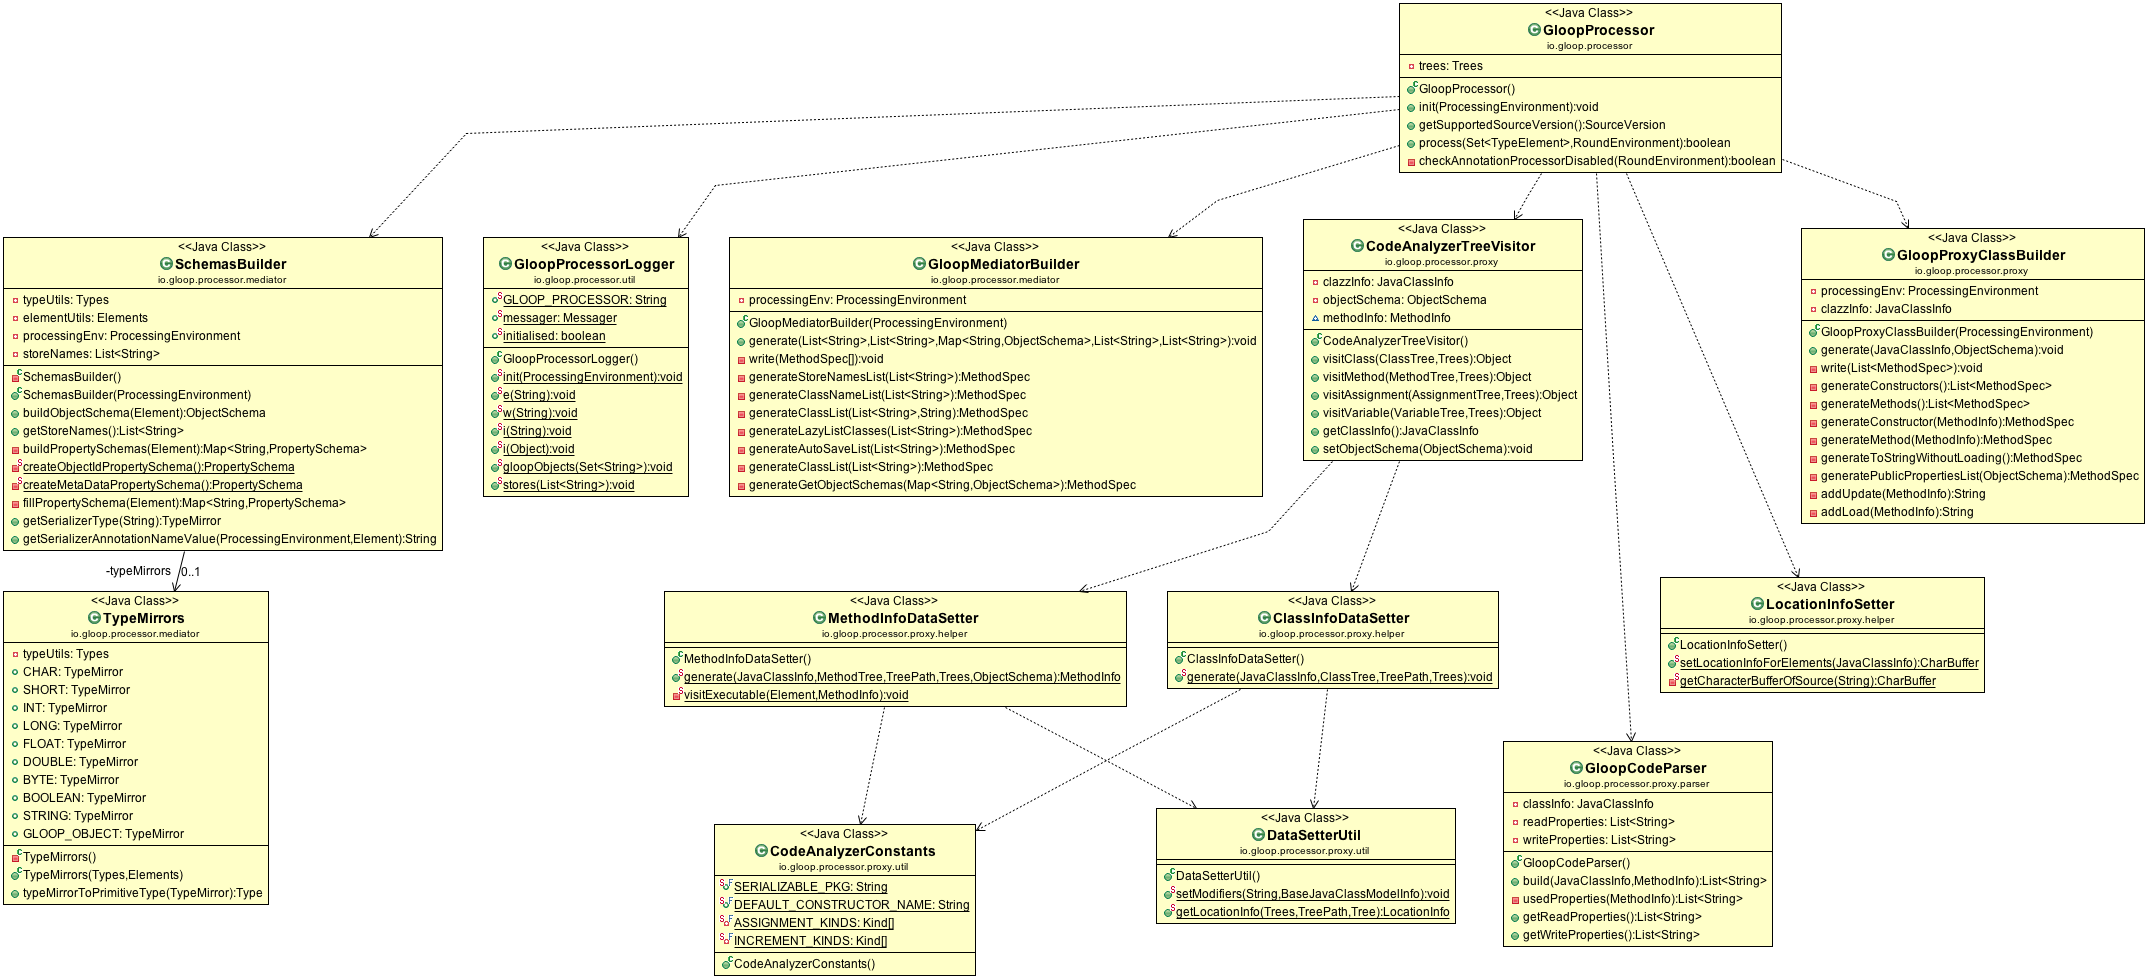 <<Java Class>>
GloopProcessor
io.gloop.processor
trees: Trees
GloopProcessor()
init(ProcessingEnvironment):void
getSupportedSourceVersion():SourceVersion
process(Set<TypeElement>,RoundEnvironment):boolean
checkAnnotationProcessorDisabled(RoundEnvironment):boolean
<<Java Class>>
SchemasBuilder
io.gloop.processor.mediator
typeUtils: Types
elementUtils: Elements
processingEnv: ProcessingEnvironment
storeNames: List<String>
SchemasBuilder()
SchemasBuilder(ProcessingEnvironment)
buildObjectSchema(Element):ObjectSchema
getStoreNames():List<String>
buildPropertySchemas(Element):Map<String,PropertySchema>
createObjectIdPropertySchema():PropertySchema
createMetaDataPropertySchema():PropertySchema
fillPropertySchema(Element):Map<String,PropertySchema>
getSerializerType(String):TypeMirror
getSerializerAnnotationNameValue(ProcessingEnvironment,Element):String
<<Java Class>>
GloopProcessorLogger
io.gloop.processor.util
GLOOP_PROCESSOR: String
messager: Messager
initialised: boolean
GloopProcessorLogger()
init(ProcessingEnvironment):void
e(String):void
w(String):void
i(String):void
i(Object):void
gloopObjects(Set<String>):void
stores(List<String>):void
<<Java Class>>
GloopMediatorBuilder
io.gloop.processor.mediator
processingEnv: ProcessingEnvironment
GloopMediatorBuilder(ProcessingEnvironment)
generate(List<String>,List<String>,Map<String,ObjectSchema>,List<String>,List<String>):void
write(MethodSpec[]):void
generateStoreNamesList(List<String>):MethodSpec
generateClassNameList(List<String>):MethodSpec
generateClassList(List<String>,String):MethodSpec
generateLazyListClasses(List<String>):MethodSpec
generateAutoSaveList(List<String>):MethodSpec
generateClassList(List<String>):MethodSpec
generateGetObjectSchemas(Map<String,ObjectSchema>):MethodSpec
<<Java Class>>
CodeAnalyzerTreeVisitor
io.gloop.processor.proxy
clazzInfo: JavaClassInfo
objectSchema: ObjectSchema
methodInfo: MethodInfo
CodeAnalyzerTreeVisitor()
visitClass(ClassTree,Trees):Object
visitMethod(MethodTree,Trees):Object
visitAssignment(AssignmentTree,Trees):Object
visitVariable(VariableTree,Trees):Object
getClassInfo():JavaClassInfo
setObjectSchema(ObjectSchema):void
<<Java Class>>
GloopProxyClassBuilder
io.gloop.processor.proxy
processingEnv: ProcessingEnvironment
clazzInfo: JavaClassInfo
GloopProxyClassBuilder(ProcessingEnvironment)
generate(JavaClassInfo,ObjectSchema):void
write(List<MethodSpec>):void
generateConstructors():List<MethodSpec>
generateMethods():List<MethodSpec>
generateConstructor(MethodInfo):MethodSpec
generateMethod(MethodInfo):MethodSpec
generateToStringWithoutLoading():MethodSpec
generatePublicPropertiesList(ObjectSchema):MethodSpec
addUpdate(MethodInfo):String
addLoad(MethodInfo):String
-typeMirrors
0..1
<<Java Class>>
TypeMirrors
io.gloop.processor.mediator
typeUtils: Types
CHAR: TypeMirror
SHORT: TypeMirror
INT: TypeMirror
LONG: TypeMirror
FLOAT: TypeMirror
DOUBLE: TypeMirror
BYTE: TypeMirror
BOOLEAN: TypeMirror
STRING: TypeMirror
GLOOP_OBJECT: TypeMirror
TypeMirrors()
TypeMirrors(Types,Elements)
typeMirrorToPrimitiveType(TypeMirror):Type
<<Java Class>>
MethodInfoDataSetter
io.gloop.processor.proxy.helper
MethodInfoDataSetter()
generate(JavaClassInfo,MethodTree,TreePath,Trees,ObjectSchema):MethodInfo
visitExecutable(Element,MethodInfo):void
<<Java Class>>
ClassInfoDataSetter
io.gloop.processor.proxy.helper
ClassInfoDataSetter()
generate(JavaClassInfo,ClassTree,TreePath,Trees):void
<<Java Class>>
LocationInfoSetter
io.gloop.processor.proxy.helper
LocationInfoSetter()
setLocationInfoForElements(JavaClassInfo):CharBuffer
getCharacterBufferOfSource(String):CharBuffer
<<Java Class>>
GloopCodeParser
io.gloop.processor.proxy.parser
classInfo: JavaClassInfo
readProperties: List<String>
writeProperties: List<String>
GloopCodeParser()
build(JavaClassInfo,MethodInfo):List<String>
usedProperties(MethodInfo):List<String>
getReadProperties():List<String>
getWriteProperties():List<String>
<<Java Class>>
CodeAnalyzerConstants
io.gloop.processor.proxy.util
SERIALIZABLE_PKG: String
DEFAULT_CONSTRUCTOR_NAME: String
ASSIGNMENT_KINDS: Kind[]
INCREMENT_KINDS: Kind[]
CodeAnalyzerConstants()
<<Java Class>>
DataSetterUtil
io.gloop.processor.proxy.util
DataSetterUtil()
setModifiers(String,BaseJavaClassModelInfo):void
getLocationInfo(Trees,TreePath,Tree):LocationInfo